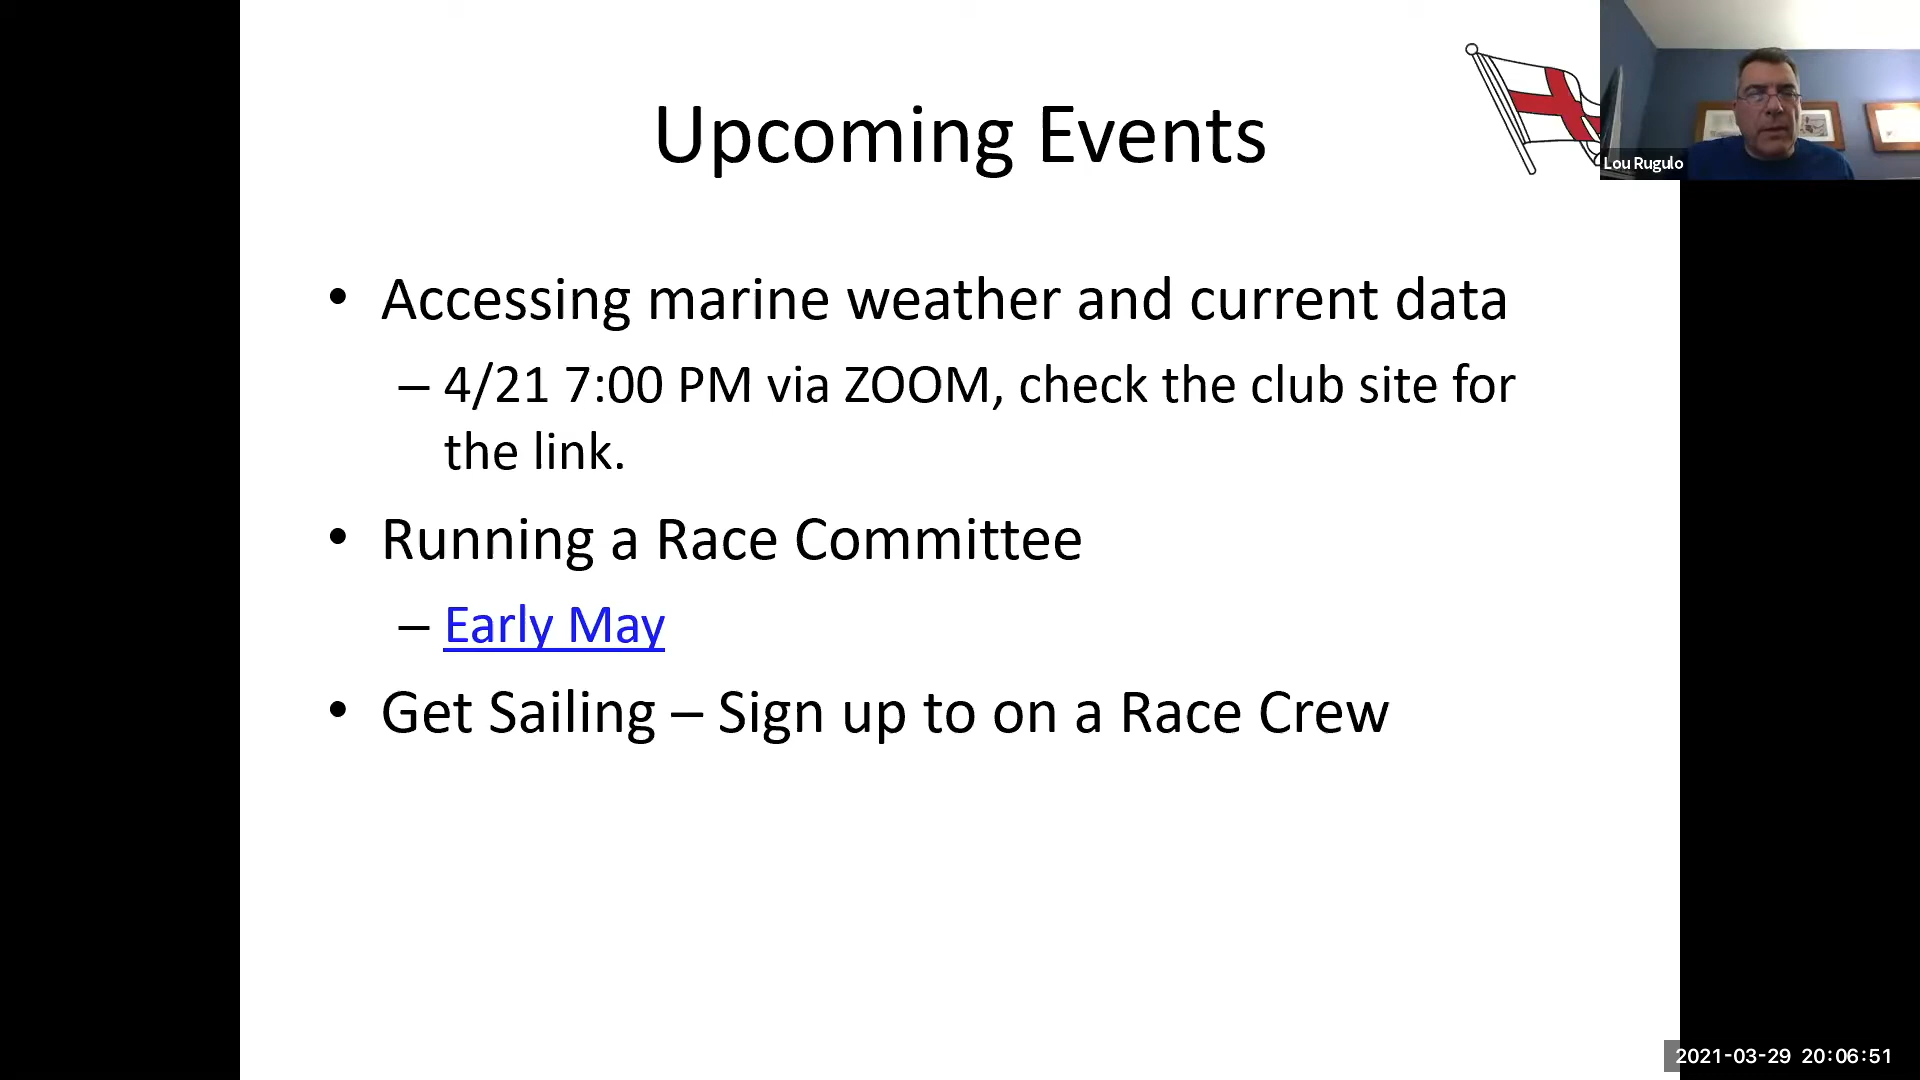 Upcoming Events
Lou Rugulo
• Accessing marine weather and current data
– 4/21 7:00 PM via ZOOM, check the club site for
the link.
• Running a Race Committee
– Early May
• Get Sailing – Sign up to on a Race Crew
2021-03-29 20:06:51